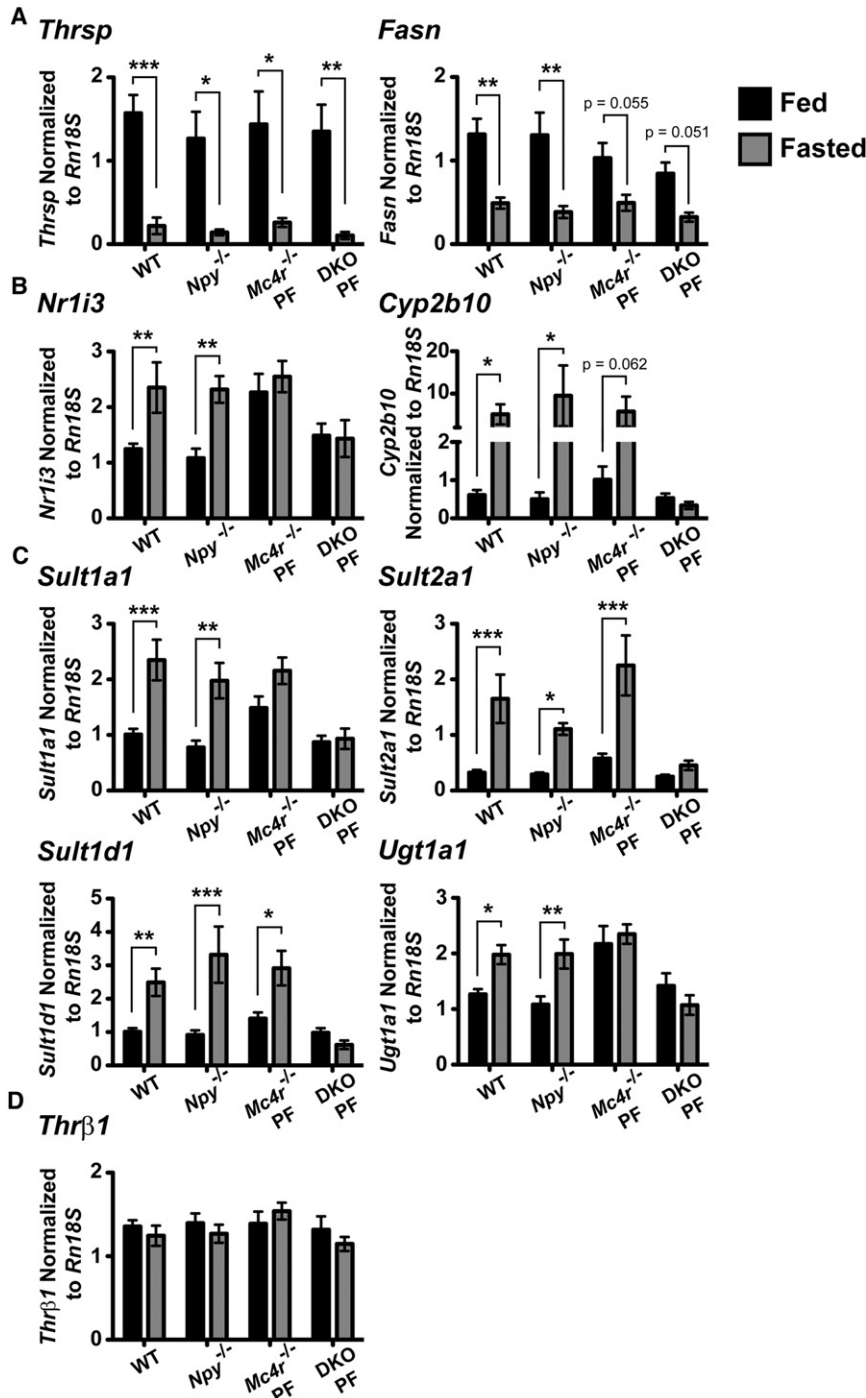 A
Thrsp
Fasn
Thrsp Normalized
to Rn18S
2
1
0
***
*
*
**
WT
Npy-/-
Mc4r-/-
PF
DKO
PF
Fasn Normalized
to Rn18S
2
1
0
**
**
p = 0.055
p = 0.051
WT
Npy-/-
Mc4r-/-
PF
DKO
PF
Fed
Fasted
B
Nr1i3
Cyp2b10
Nr1i3 Normalized
to Rn18S
3
2
1
0
**
**
WT
Npy-/-
Mc4r-/-
PF
DKO
PF
Cyp2b10
Normalized to Rn18S
20
10
2
1
0
*
*
p = 0.062
WT
Npy-/-
Mc4r-/-
PF
DKO
PF
C
Sult1a1
Sult2a1
Sult1a1 Normalized
to Rn18S
3
2
1
0
***
**
WT
Npy-/-
Mc4r-/-
PF
DKO
PF
Sult2a1 Normalized
to Rn18S
3
2
1
0
***
*
***
WT
Npy-/-
Mc4r-/-
PF
DKO
PF
Sult1d1
Ugt1a1
Sult1d1 Normalized
to Rn18S
5
4
3
2
1
0
**
***
*
WT
Npy-/-
Mc4r-/-
PF
DKO
PF
Ugt1a1 Normalized
to Rn18S
3
2
1
0
*
**
WT
Npy-/-
Mc4r-/-
PF
DKO
PF
D
Thrβ1
Thrβ1 Normalized
to Rn18S
2
1
0
WT
Npy-/-
Mc4r-/-
PF
DKO
PF